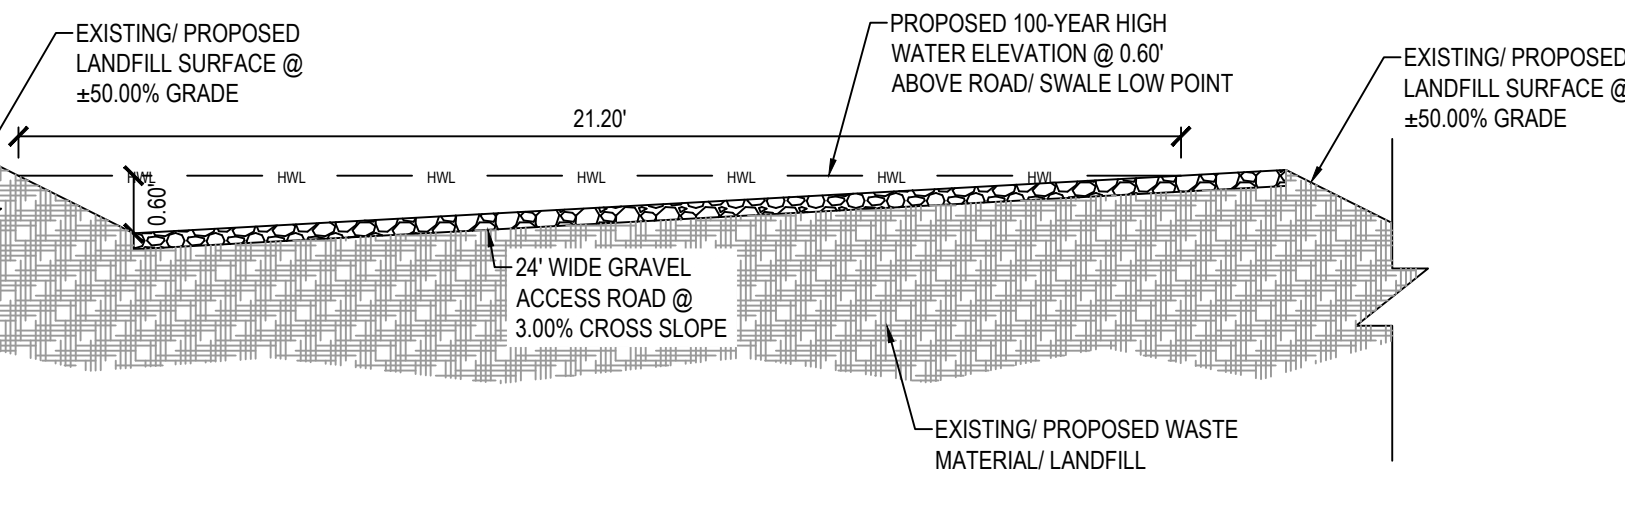 EXISTING/ PROPOSED
LANDFILL SURFACE @
±50.00% GRADE
PROPOSED 100-YEAR HIGH
WATER ELEVATION @ 0.60'
ABOVE ROAD/ SWALE LOW POINT
EXISTING/ PROPOSED
LANDFILL SURFACE @
±50.00% GRADE
21.20'
HWL HWL HWL HWL HWL HWL HWL
0.60'
24' WIDE GRAVEL
ACCESS ROAD @
3.00% CROSS SLOPE
EXISTING/ PROPOSED WASTE
MATERIAL/ LANDFILL